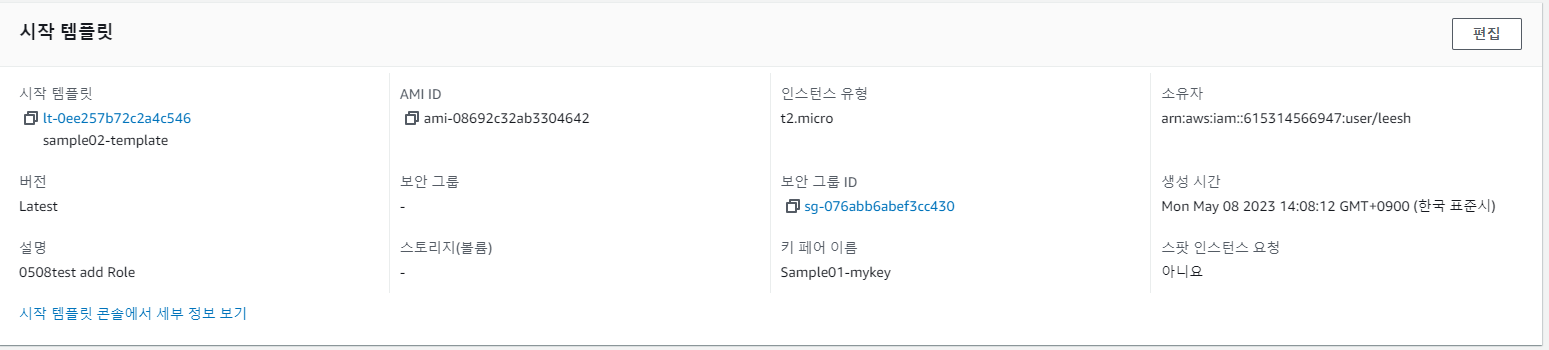 시작 템플릿
편집
시작 템플릿
lt-0ee257b72c2a4c546
sample02-template
AMI ID
ami-08692c32ab3304642
인스턴스 유형
t2.micro
소유자
arn:aws:iam::615314566947:user/leesh
버전
Latest
보안 그룹
-
보안 그룹 ID
sg-076abb6abef3cc430
생성 시간
Mon May 08 2023 14:08:12 GMT+0900 (한국 표준시)
설명
0508test add Role
스토리지(볼륨)
-
키 페어 이름
Sample01-mykey
스팟 인스턴스 요청
아니요
시작 템플릿 콘솔에서 세부 정보 보기